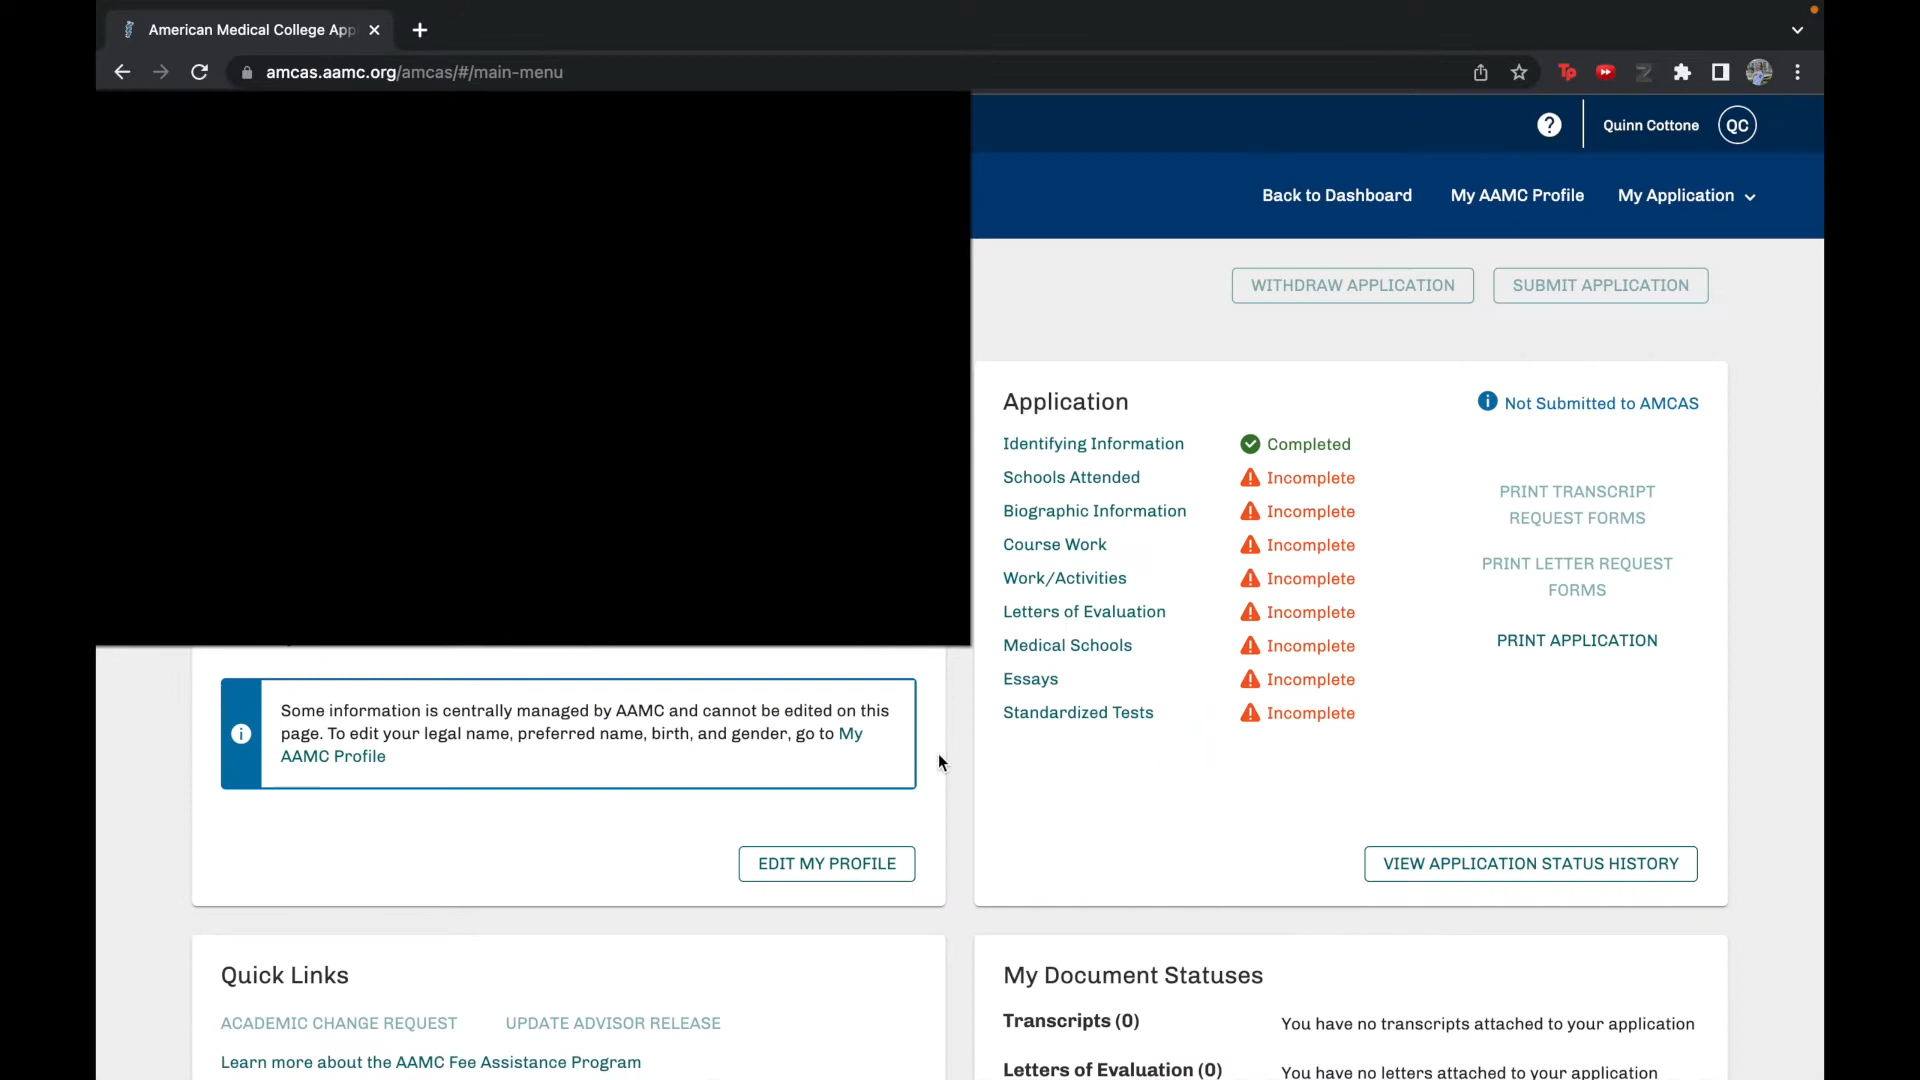 American Medical College App
amcas.aamc.org/amcas/#/main-menu
Quinn Cottone QC
Back to Dashboard My AAMC Profile My Application
WITHDRAW APPLICATION SUBMIT APPLICATION
Application Not Submitted to AMCAS
Identifying Information Completed
Schools Attended Incomplete
Biographic Information Incomplete
Course Work Incomplete
Work/Activities Incomplete
Letters of Evaluation Incomplete
Medical Schools Incomplete
Essays Incomplete
Standardized Tests Incomplete
PRINT TRANSCRIPT
REQUEST FORMS
PRINT LETTER REQUEST
FORMS
PRINT APPLICATION
Some information is centrally managed by AAMC and cannot be edited on this
page. To edit your legal name, preferred name, birth, and gender, go to My
AAMC Profile
EDIT MY PROFILE
VIEW APPLICATION STATUS HISTORY
Quick Links
ACADEMIC CHANGE REQUEST UPDATE ADVISOR RELEASE
Learn more about the AAMC Fee Assistance Program
My Document Statuses
Transcripts (0) You have no transcripts attached to your application
Letters of Evaluation (0) You have no letters attached to your application